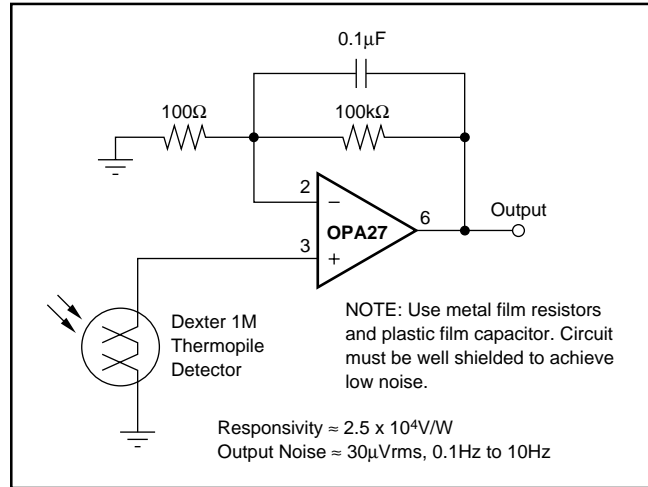 0.1μF
100Ω
100kΩ
2
6
Output
OPA27
3
Dexter 1M
Thermopile
Detector
NOTE: Use metal film resistors
and plastic film capacitor. Circuit
must be well shielded to achieve
low noise.
Responsivity ≈ 2.5 x 10⁴V/W
Output Noise ≈ 30μVrms, 0.1Hz to 10Hz